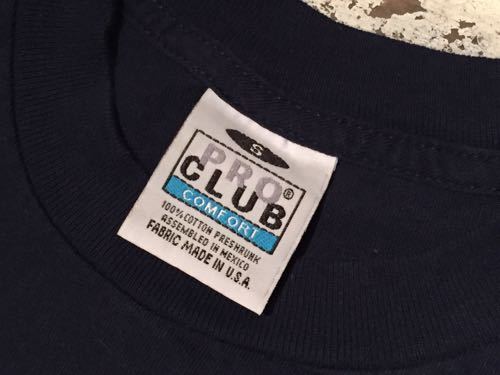 S
PRO®
CLUB
COMFORT
100% COTTON PRESHRUNK
ASSEMBLED IN MEXICO
FABRIC MADE IN U.S.A.